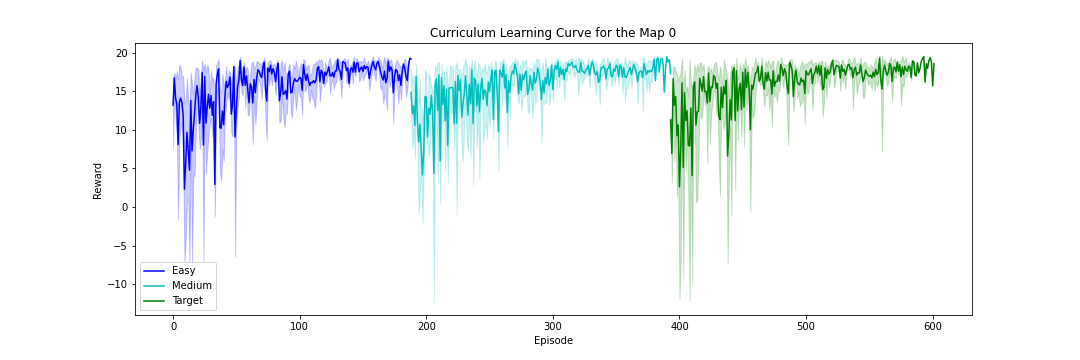 Curriculum Learning Curve for the Map 0
20
15
10
5
0
−5
−10
Reward
Easy
Medium
Target
0 100 200 300 400 500 600
Episode